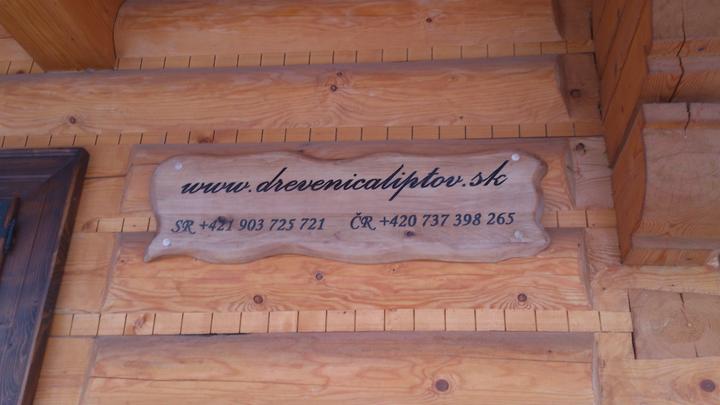 www.drevenicaliptov.sk
SR +421 903 725 721 ČR +420 737 398 265